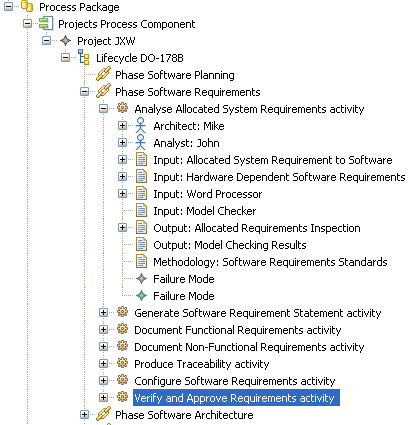 Process Package
Projects Process Component
Project JXW
Lifecycle DO-178B
Phase Software Planning
Phase Software Requirements
Analyse Allocated System Requirements activity
Architect: Mike
Analyst: John
Input: Allocated System Requirement to Software
Input: Hardware Dependent Software Requirements
Input: Word Processor
Input: Model Checker
Output: Allocated Requirements Inspection
Output: Model Checking Results
Methodology: Software Requirements Standards
Failure Mode
Failure Mode
Generate Software Requirement Statement activity
Document Functional Requirements activity
Document Non-Functional Requirements activity
Produce Traceability activity
Configure Software Requirements activity
Verify and Approve Requirements activity
Phase Software Architecture